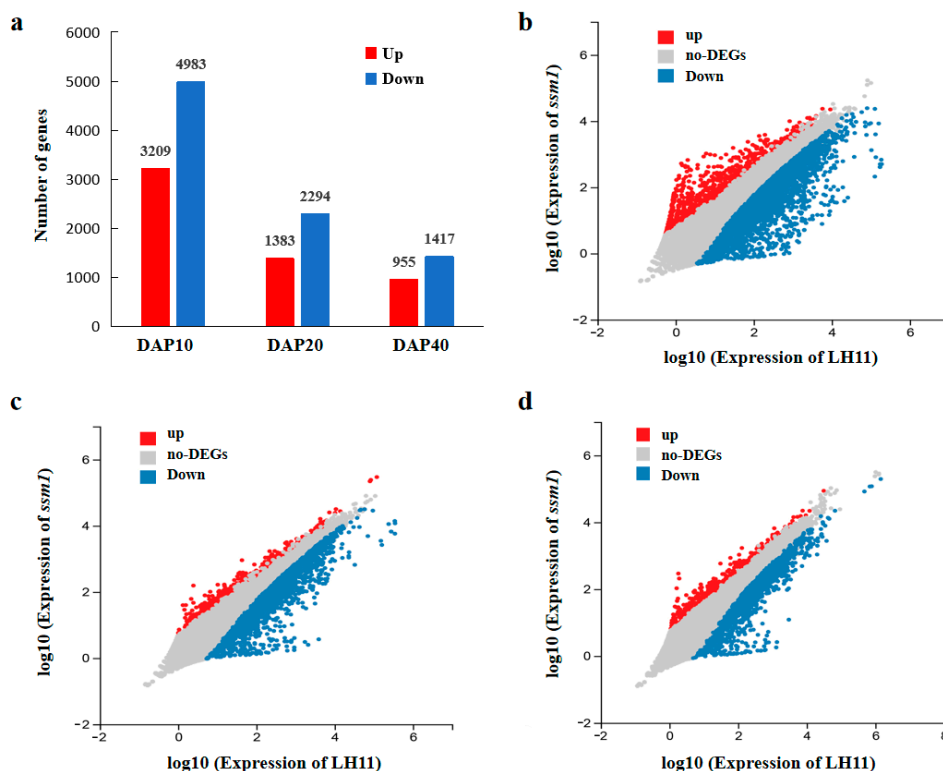 a
Number of genes
6000
5000
4000
3000
2000
1000
0
Up
Down
3209
4983
1383
2294
955
1417
DAP10
DAP20
DAP40
b
log10 (Expression of ssm1)
6
4
2
0
−2
up
no-DEGs
Down
−2
0
2
4
6
log10 (Expression of LH11)
c
log10 (Expression of ssm1)
6
4
2
0
−2
up
no-DEGs
Down
−2
0
2
4
6
log10 (Expression of LH11)
d
log10 (Expression of ssm1)
6
4
2
0
−2
up
no-DEGs
Down
−2
0
2
4
6
8
log10 (Expression of LH11)